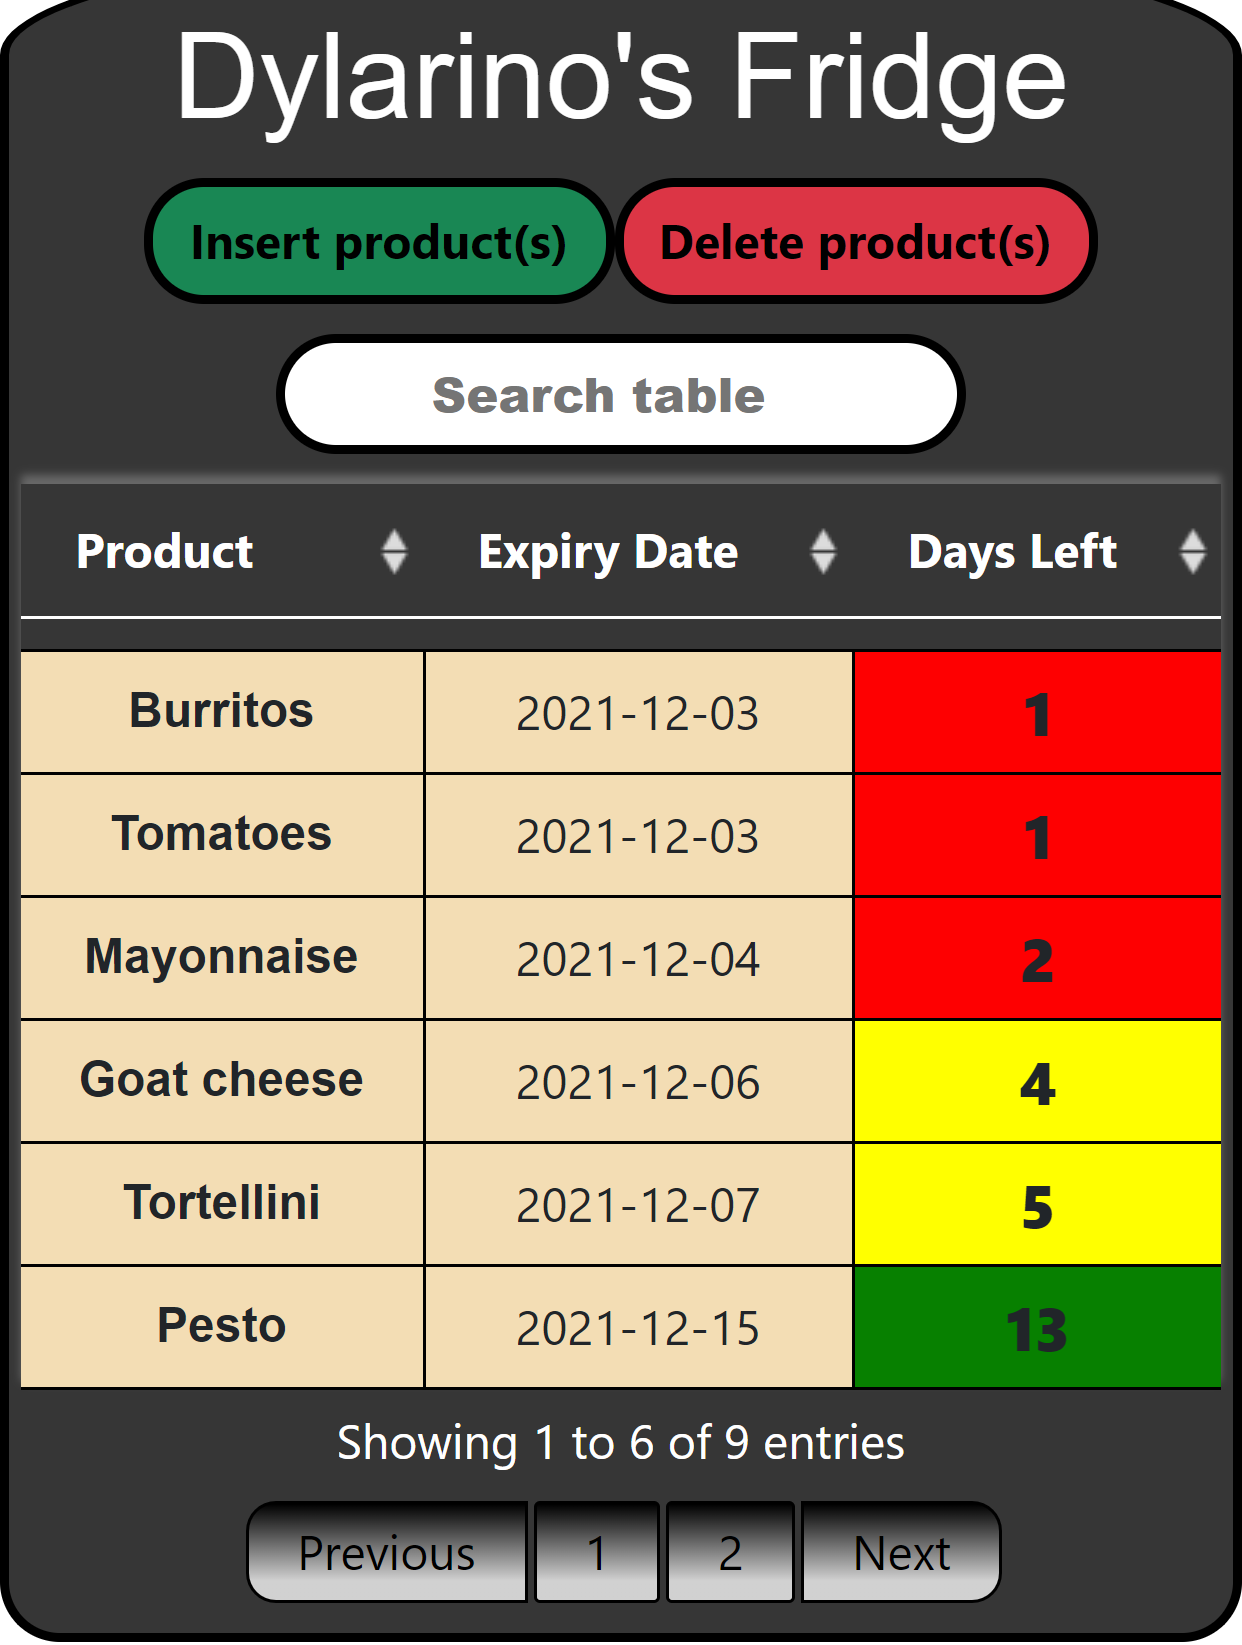 Dylarino's Fridge
Insert product(s) Delete product(s)
Search table
Product Expiry Date Days Left
Burritos 2021-12-03 1
Tomatoes 2021-12-03 1
Mayonnaise 2021-12-04 2
Goat cheese 2021-12-06 4
Tortellini 2021-12-07 5
Pesto 2021-12-15 13
Showing 1 to 6 of 9 entries
Previous 1 2 Next